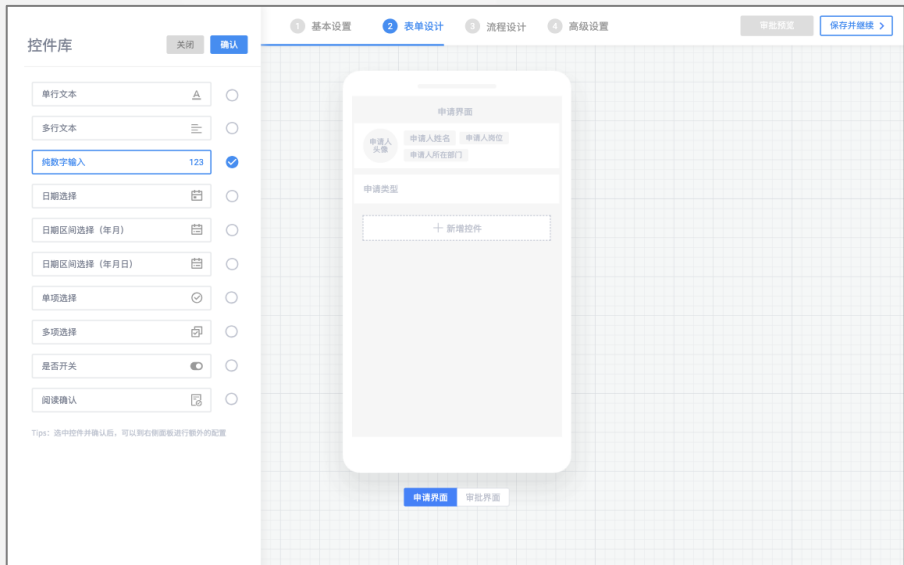 控件库
关闭
确认
1 基本设置
2 表单设计
3 流程设计
4 高级设置
审批预览
保存并继续
单行文本
多行文本
纯数字输入 123
日期选择
日期区间选择（年月）
日期区间选择（年月日）
单项选择
多项选择
是否开关
阅读确认
Tips：选中控件并确认后，可以到右侧面板进行额外的配置
申请界面
申请人
头像
申请人姓名
申请人岗位
申请人所在部门
申请类型
新增控件
申请界面
审批界面